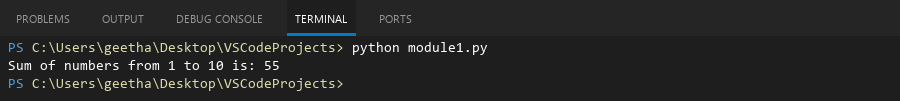 PROBLEMS OUTPUT DEBUG CONSOLE TERMINAL PORTS
PS C:\Users\geetha\Desktop\VSCodeProjects> python module1.py
Sum of numbers from 1 to 10 is: 55
PS C:\Users\geetha\Desktop\VSCodeProjects>